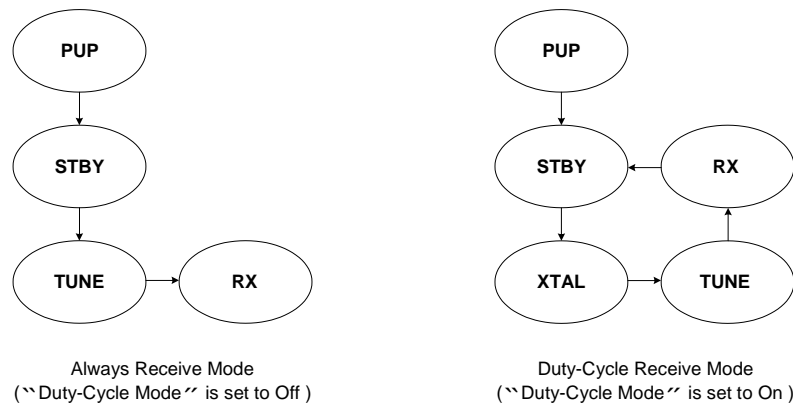 PUP
STBY
TUNE
RX
Always Receive Mode
(‶Duty-Cycle Mode″ is set to Off )
PUP
STBY
RX
XTAL
TUNE
Duty-Cycle Receive Mode
(‶Duty-Cycle Mode″ is set to On )